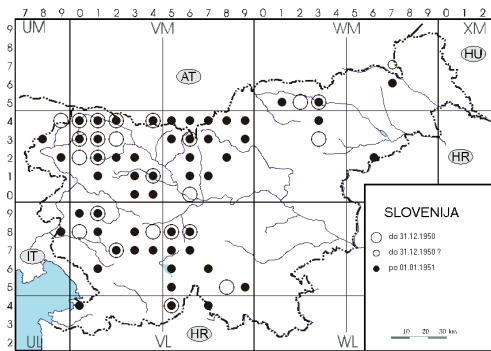 7 8 9 0 1 2 3 4 5 6 7 8 9 0 1 2 3 4 5 6 7 8 9 0 1 2
UM VM WM XM
9
8
7
6
5
4
3
2
1
0
9
8
7
6
5
4
3
2
AT
HU
HR
IT
HR
UL VL WL
SLOVENIJA
do 31.12.1950
do 31.12.1950 ?
po 01.01.1951
10 20 30 km